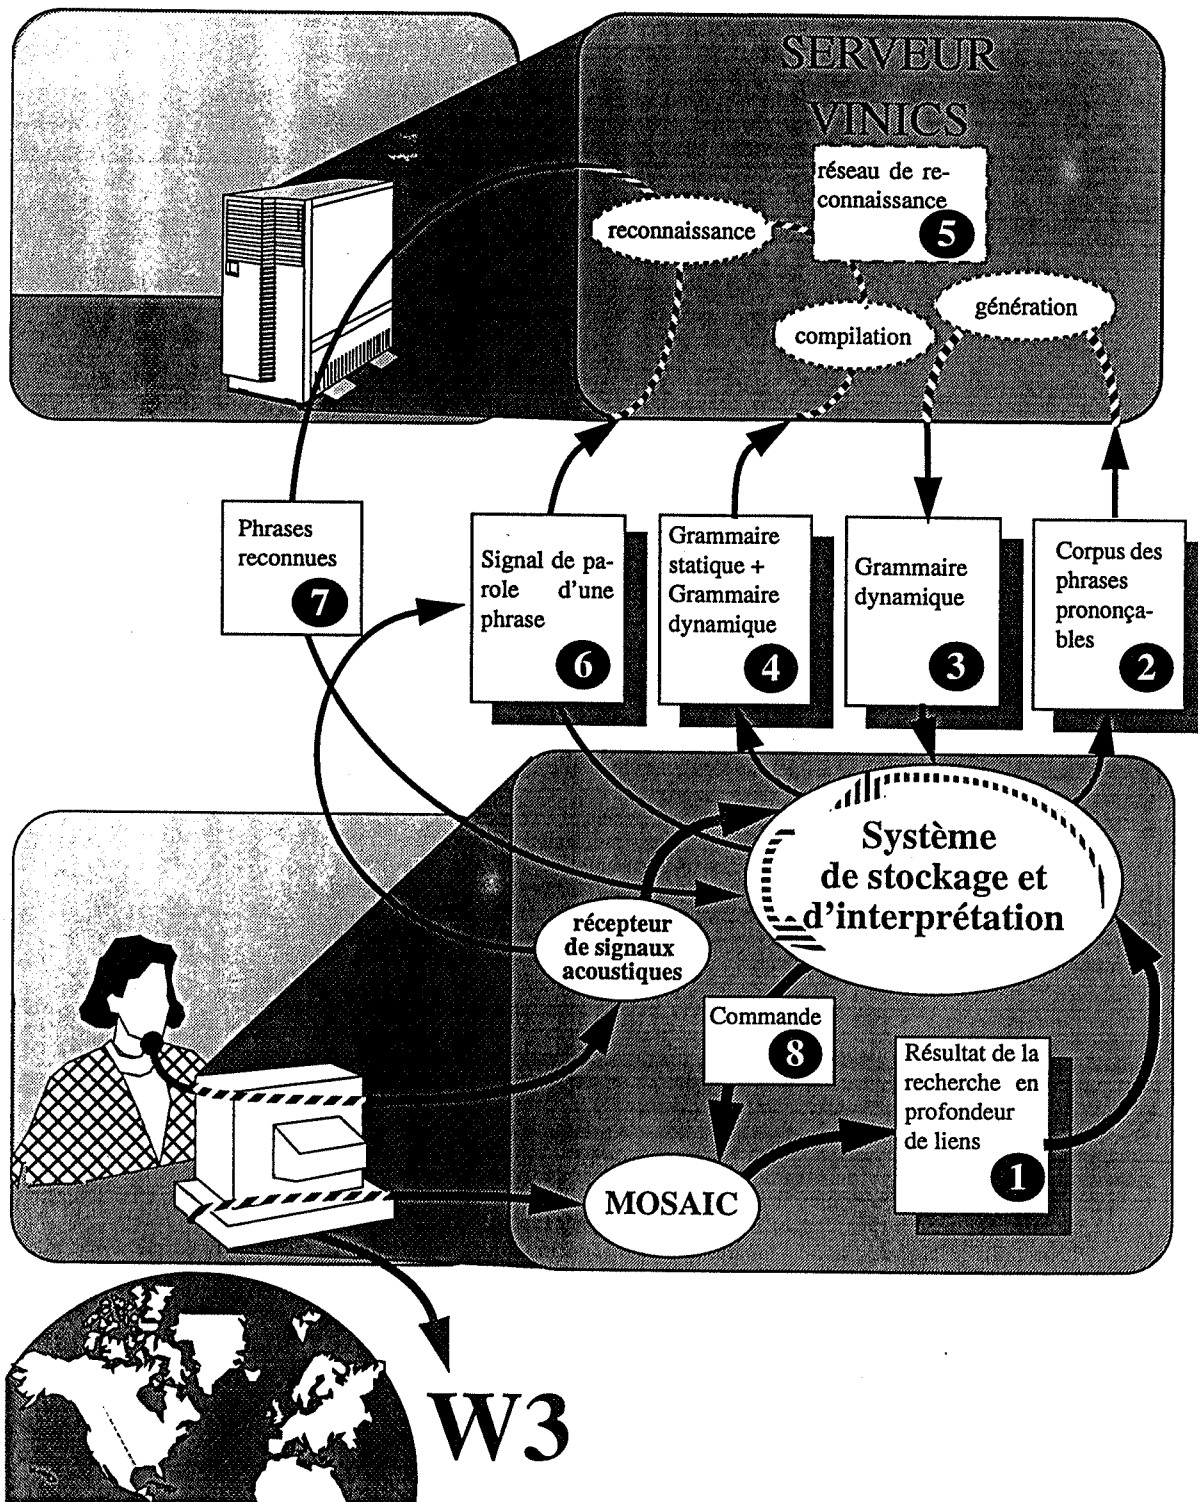 SERVEUR
VINICS
réseau de re-
connaissance
5
reconnaissance
génération
compilation
Phrases
reconnues
7
Signal de pa-
role d'une
phrase
6
Grammaire
statique +
Grammaire
dynamique
4
Grammaire
dynamique
3
Corpus des
phrases
prononça-
bles
2
Système
de stockage et
d'interprétation
récepteur
de signaux
acoustiques
Commande
8
Résultat de la
recherche en
profondeur
de liens
1
MOSAIC
W3